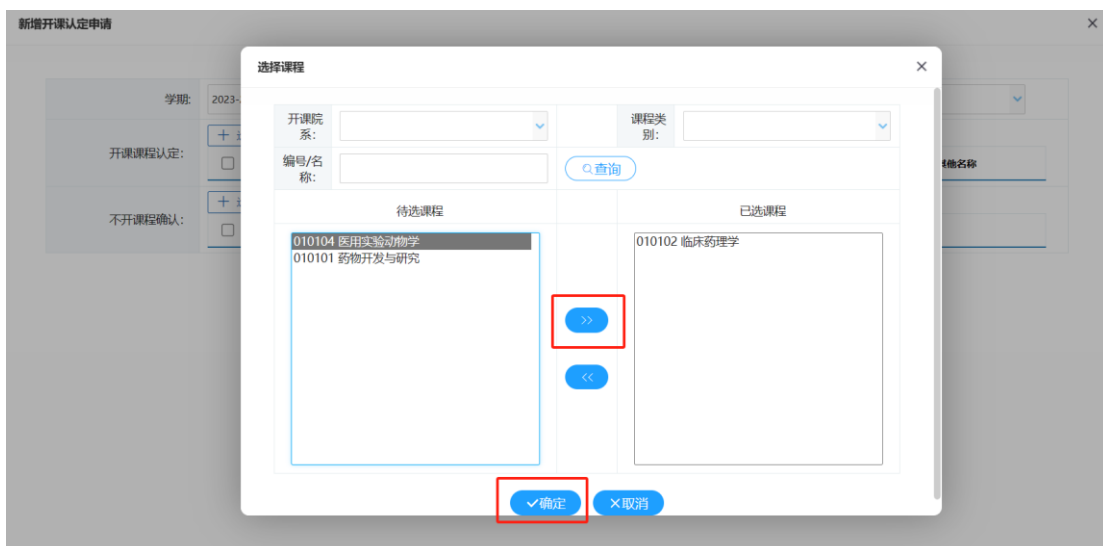 新增开课认定申请
选择课程
学期: 2023-
开课院系:
课程类别:
开课课程认定:
编号/名称:
查询
他名称
待选课程
已选课程
不开课程确认:
010104 医用实验动物学
010102 临床药理学
010101 药物开发与研究
>>
<<
确定
取消